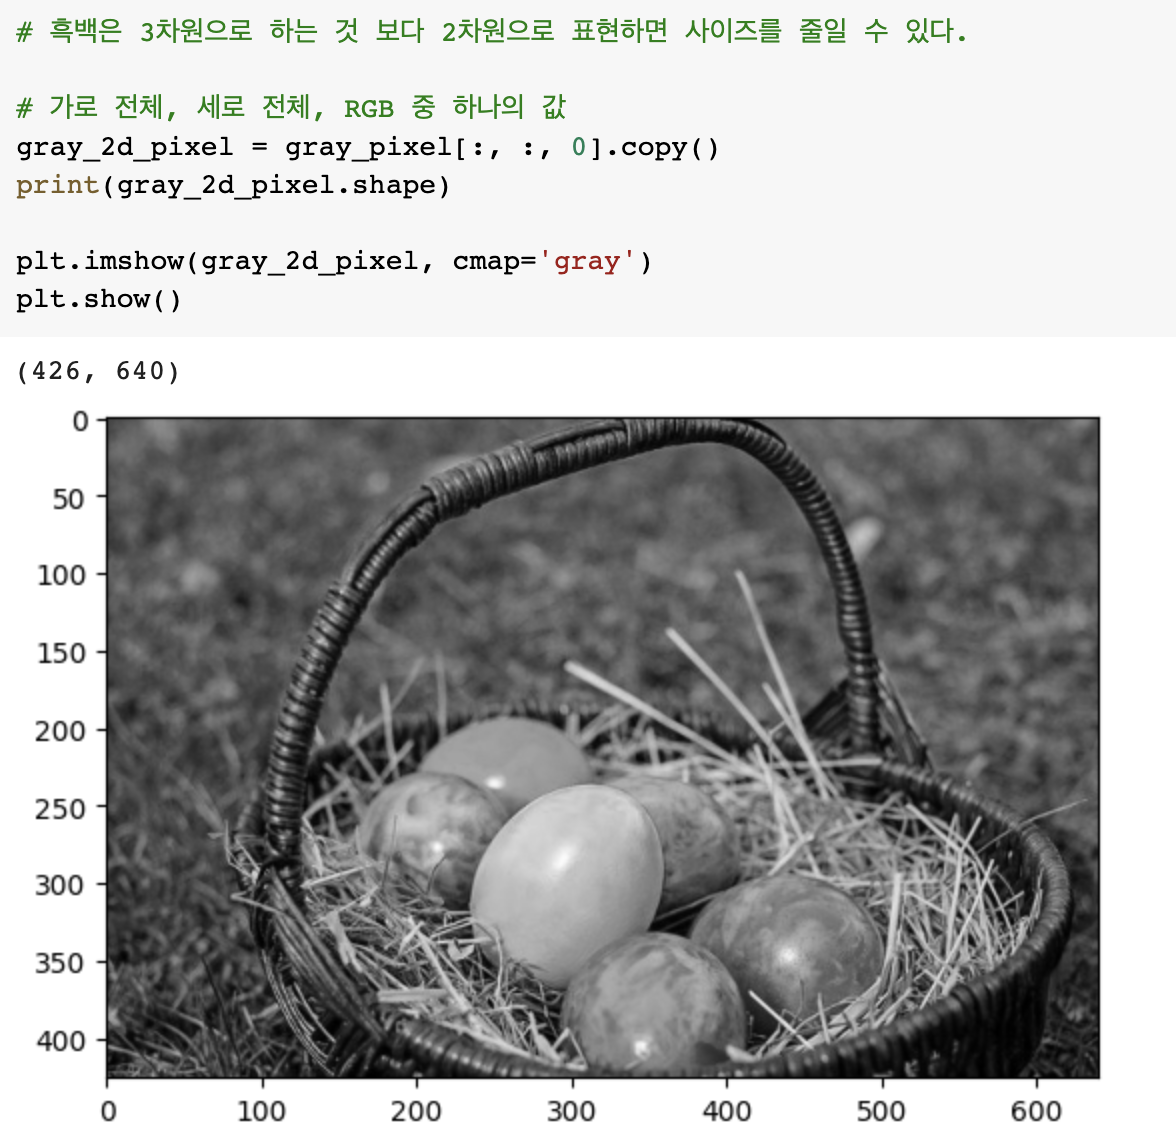 # 흑백은 3차원으로 하는 것 보다 2차원으로 표현하면 사이즈를 줄일 수 있다.
# 가로 전체, 세로 전체, RGB 중 하나의 값
gray_2d_pixel = gray_pixel[:, :, 0].copy()
print(gray_2d_pixel.shape)
plt.imshow(gray_2d_pixel, cmap='gray')
plt.show()
(426, 640)
0
50
100
150
200
250
300
350
400
0 100 200 300 400 500 600